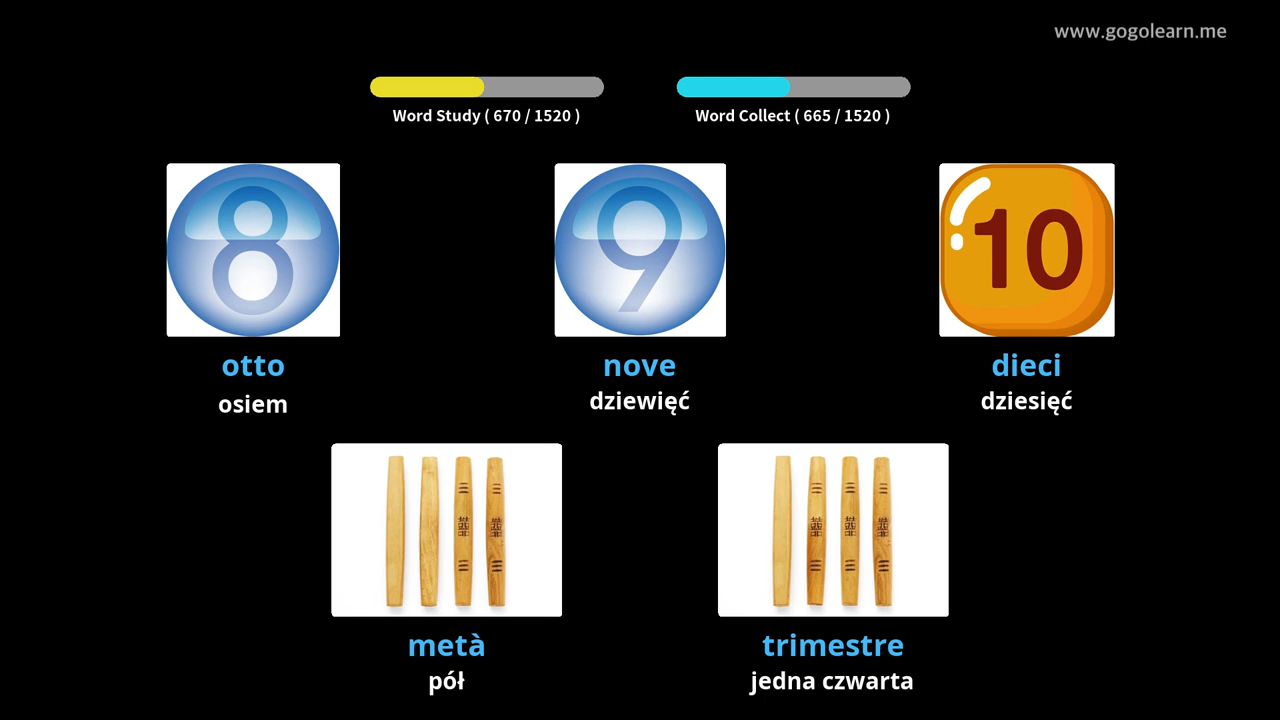 www.gogolearn.me
Word Study ( 670 / 1520 )
Word Collect ( 665 / 1520 )
8
9
10
otto
nove
dieci
osiem
dziewięć
dziesięć
metà
trimestre
pół
jedna czwarta